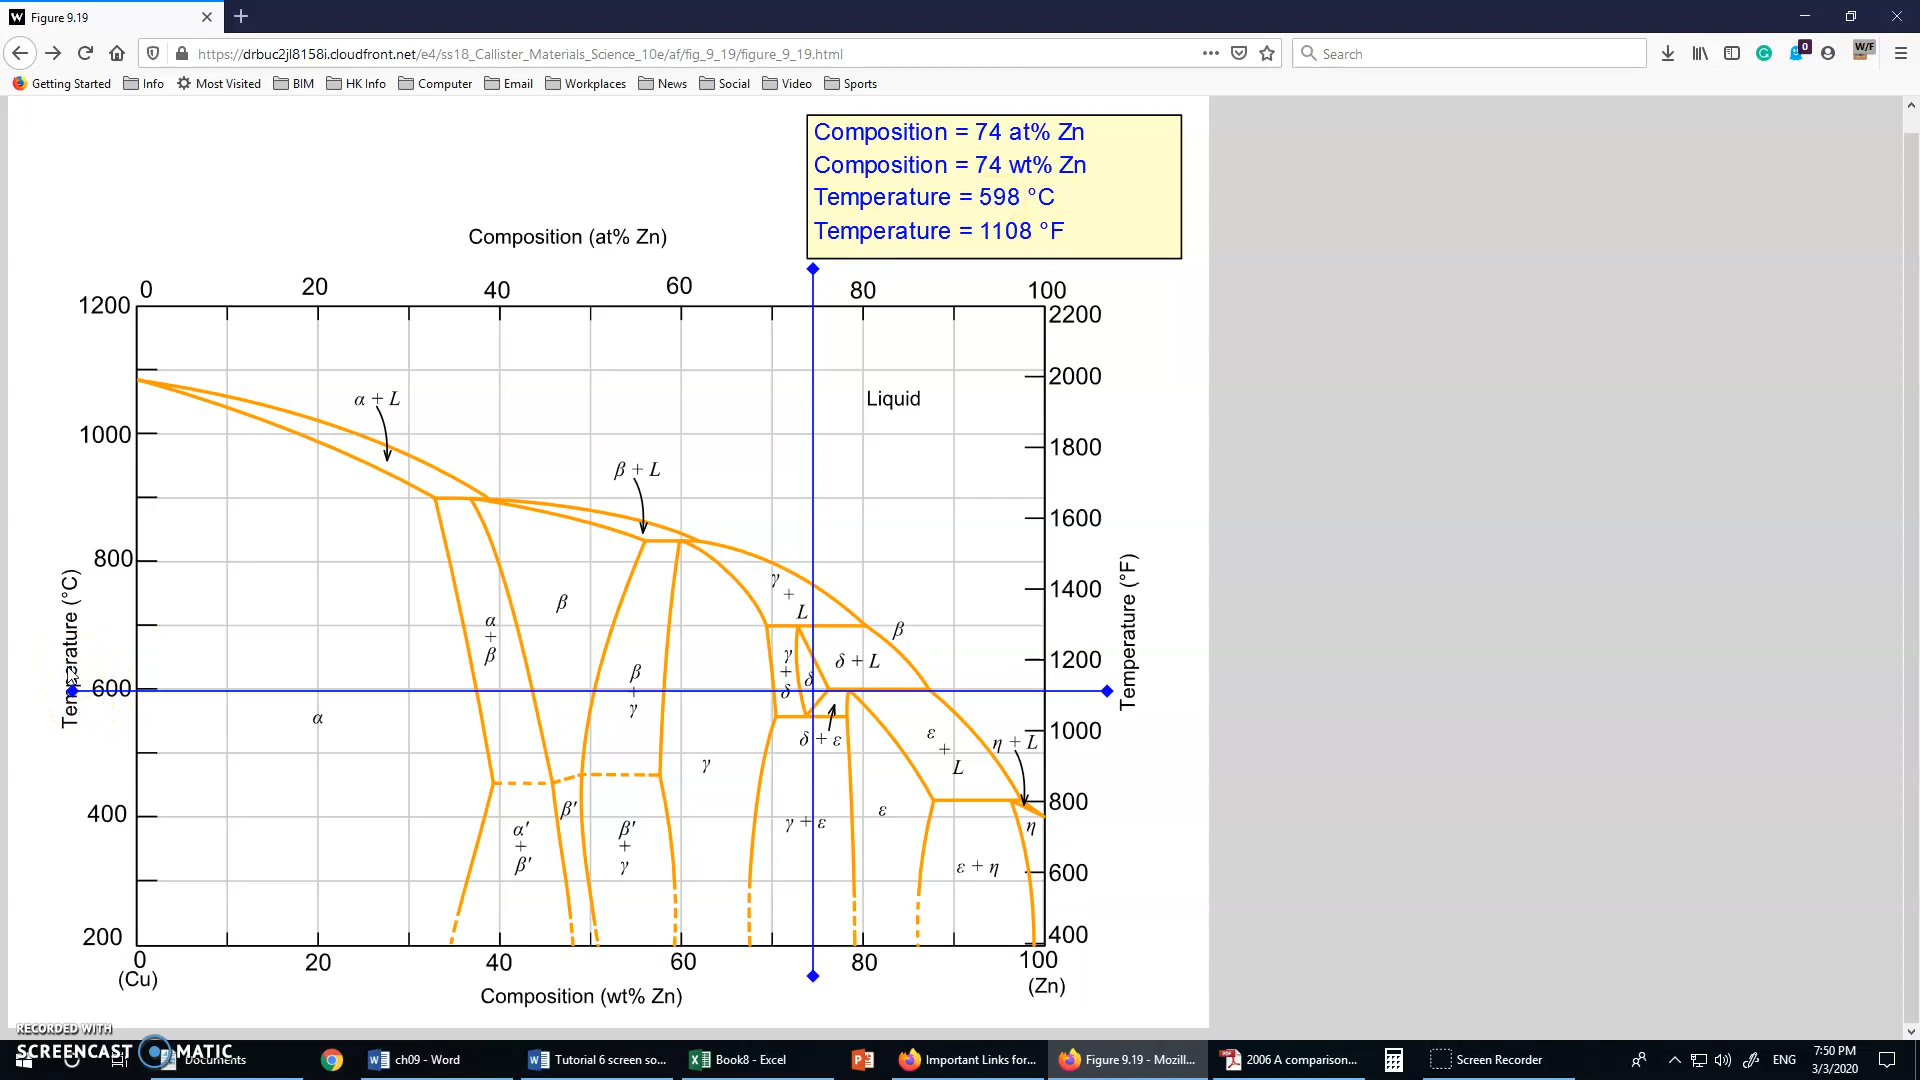 Figure 9.19
https://drbuc2jl8158i.cloudfront.net/e4/ss18_Callister_Materials_Science_10e/af/fig_9_19/figure_9_19.html
Search
0
W/F
Getting Started
Info
Most Visited
BIM
HK Info
Computer
Email
Workplaces
News
Social
Video
Sports
Composition = 74 at% Zn
Composition = 74 wt% Zn
Temperature = 598 °C
Temperature = 1108 °F
Composition (at% Zn)
0 20 40 60 80 100
1200
2200
2000
α + L
Liquid
1000
1800
β + L
1600
800
Temperature (°C)
Temperature (°F)
γ
+
L
1400
β
β
α
+
β
γ
+
δ
δ
δ + L
1200
β
+
γ
600
α
1000
δ + ε
ε
+
L
η + L
γ
800
400
α′
+
β′
β′
β′
+
γ
γ + ε
ε
η
ε + η
600
200
400
0 20 40 60 80 100
(Cu)
(Zn)
Composition (wt% Zn)
RECORDED WITH
SCREENCAST MATIC
Documents
ch09 - Word
Tutorial 6 screen so...
Book8 - Excel
Important Links for...
Figure 9.19 - Mozill...
2006 A comparison...
Screen Recorder
ENG
7:50 PM
3/3/2020